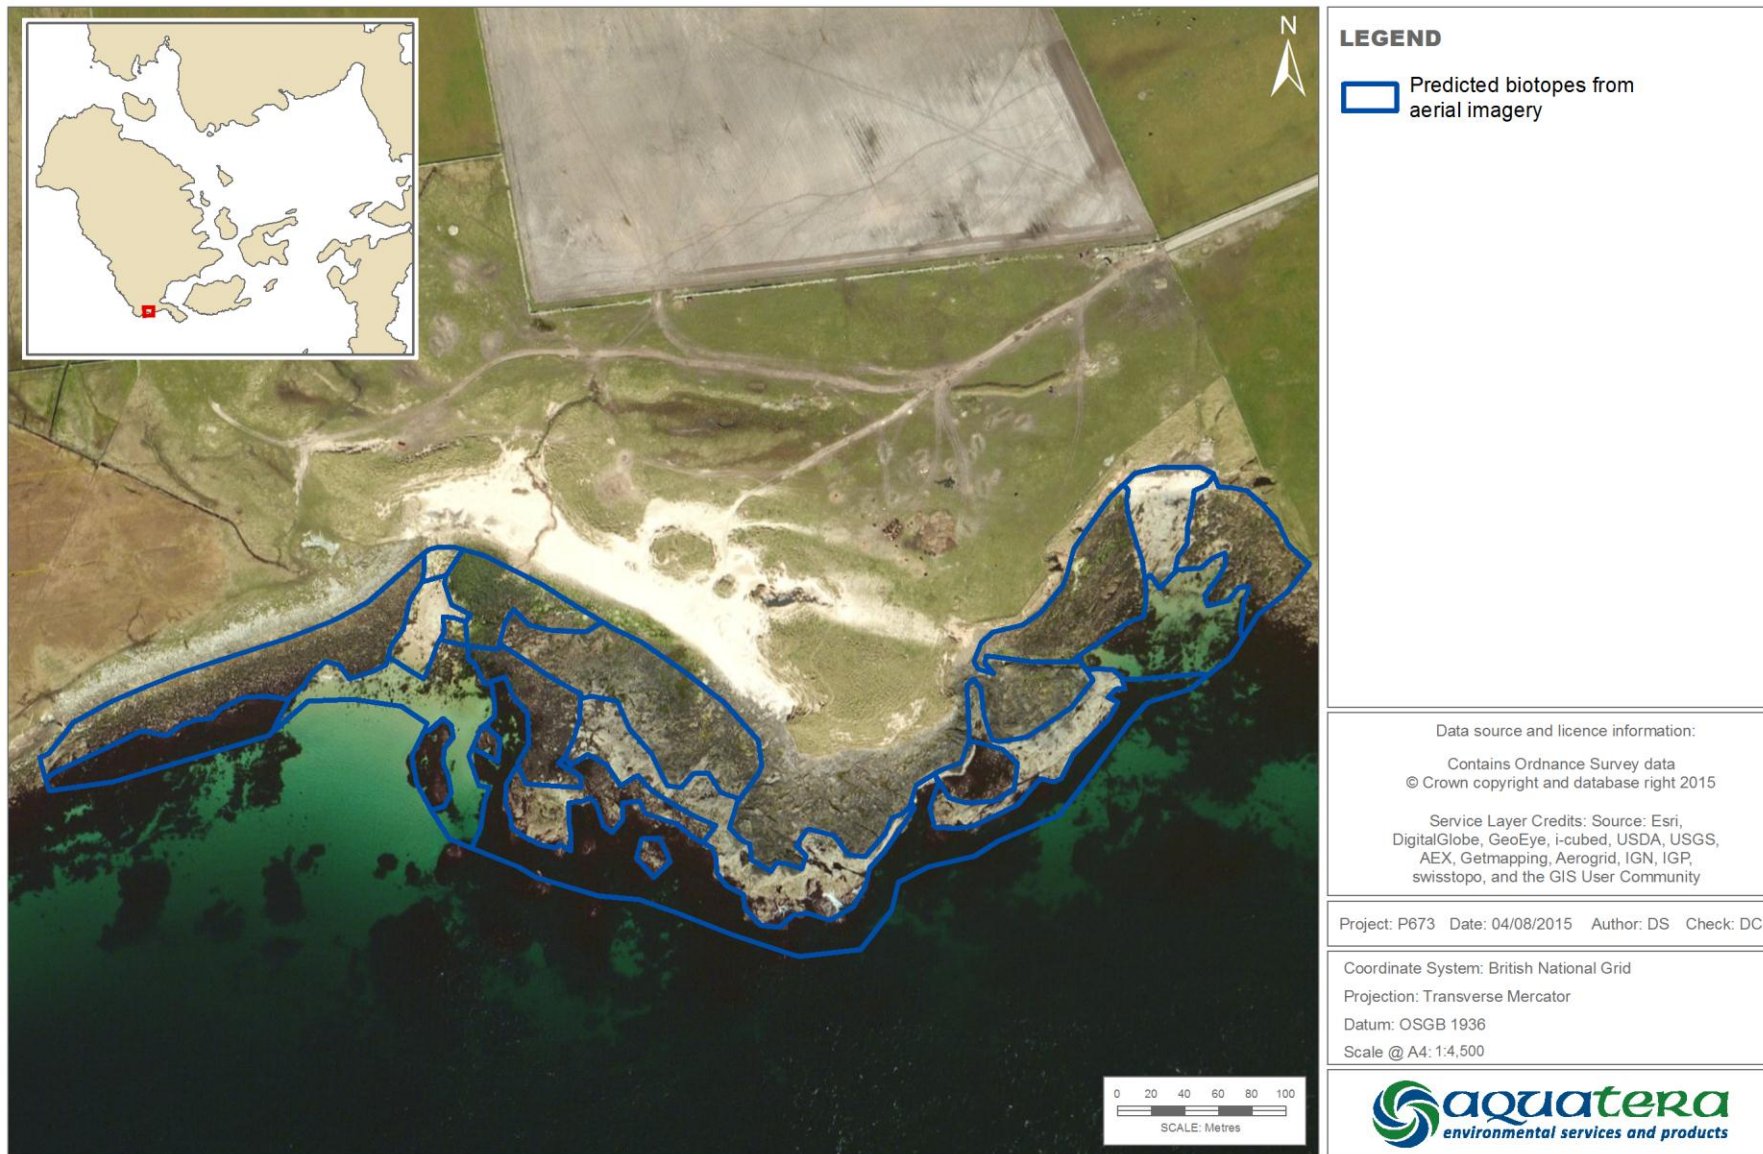 N
LEGEND
Predicted biotopes from
aerial imagery
Data source and licence information:
Contains Ordnance Survey data
© Crown copyright and database right 2015
Service Layer Credits: Source: Esri,
DigitalGlobe, GeoEye, i-cubed, USDA, USGS,
AEX, Getmapping, Aerogrid, IGN, IGP,
swisstopo, and the GIS User Community
Project: P673 Date: 04/08/2015 Author: DS Check: DC
Coordinate System: British National Grid
Projection: Transverse Mercator
Datum: OSGB 1936
Scale @ A4: 1:4,500
0 20 40 60 80 100
SCALE: Metres
aquatera
environmental services and products